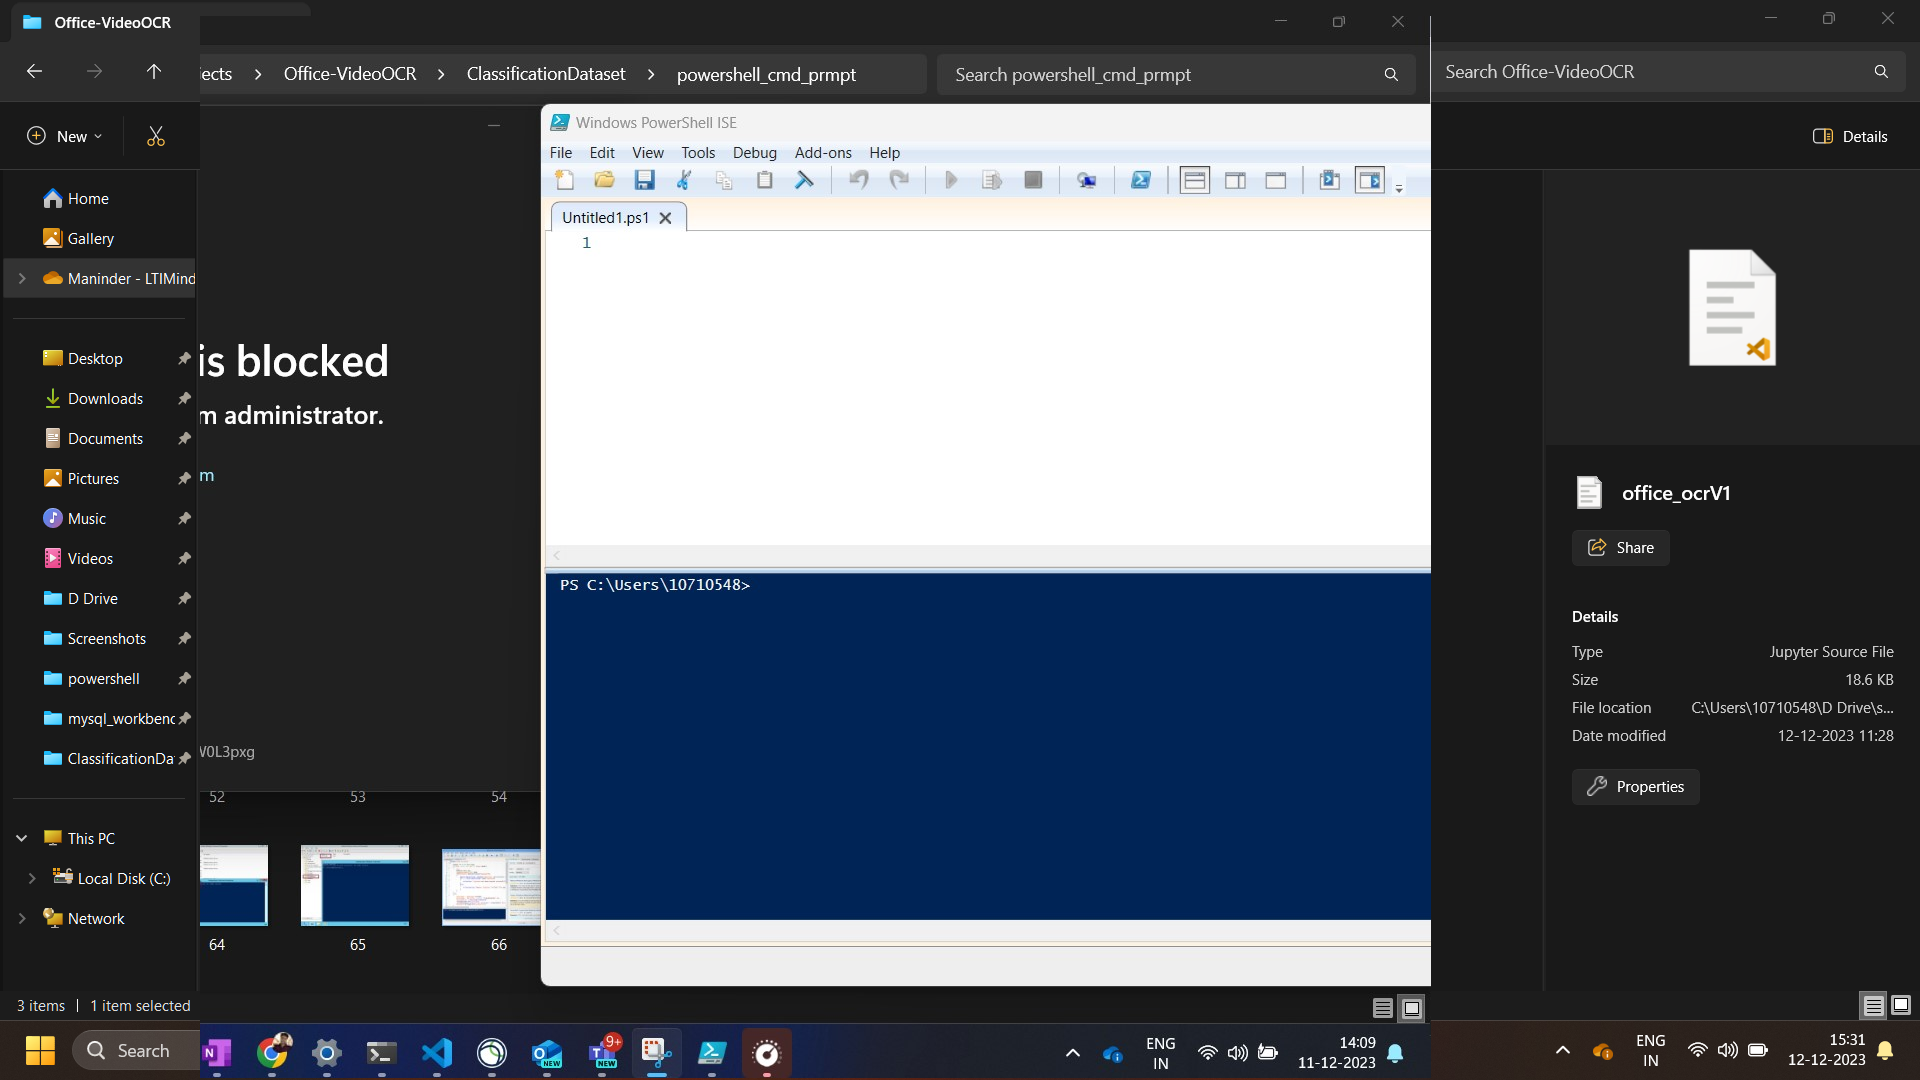 Office-VideoOCR
ects > Office-VideoOCR > ClassificationDataset > powershell_cmd_prmpt
Search powershell_cmd_prmpt
Search Office-VideoOCR
New
Details
Home
Gallery
Maninder - LTIMind
Desktop
Downloads
Documents
Pictures
Music
Videos
D Drive
Screenshots
powershell
mysql_workbenc
ClassificationDa
This PC
Local Disk (C:)
Network
3 items | 1 item selected
is blocked
m administrator.
m
W0L3pxg
52
53
54
64
65
66
Windows PowerShell ISE
File Edit View Tools Debug Add-ons Help
Untitled1.ps1
1
PS C:\Users\10710548>
office_ocrV1
Share
Details
Type Jupyter Source File
Size 18.6 KB
File location C:\Users\10710548\D Drive\s...
Date modified 12-12-2023 11:28
Properties
Search
NEW
NEW
9+
ENG
IN
14:09
11-12-2023
ENG
IN
15:31
12-12-2023